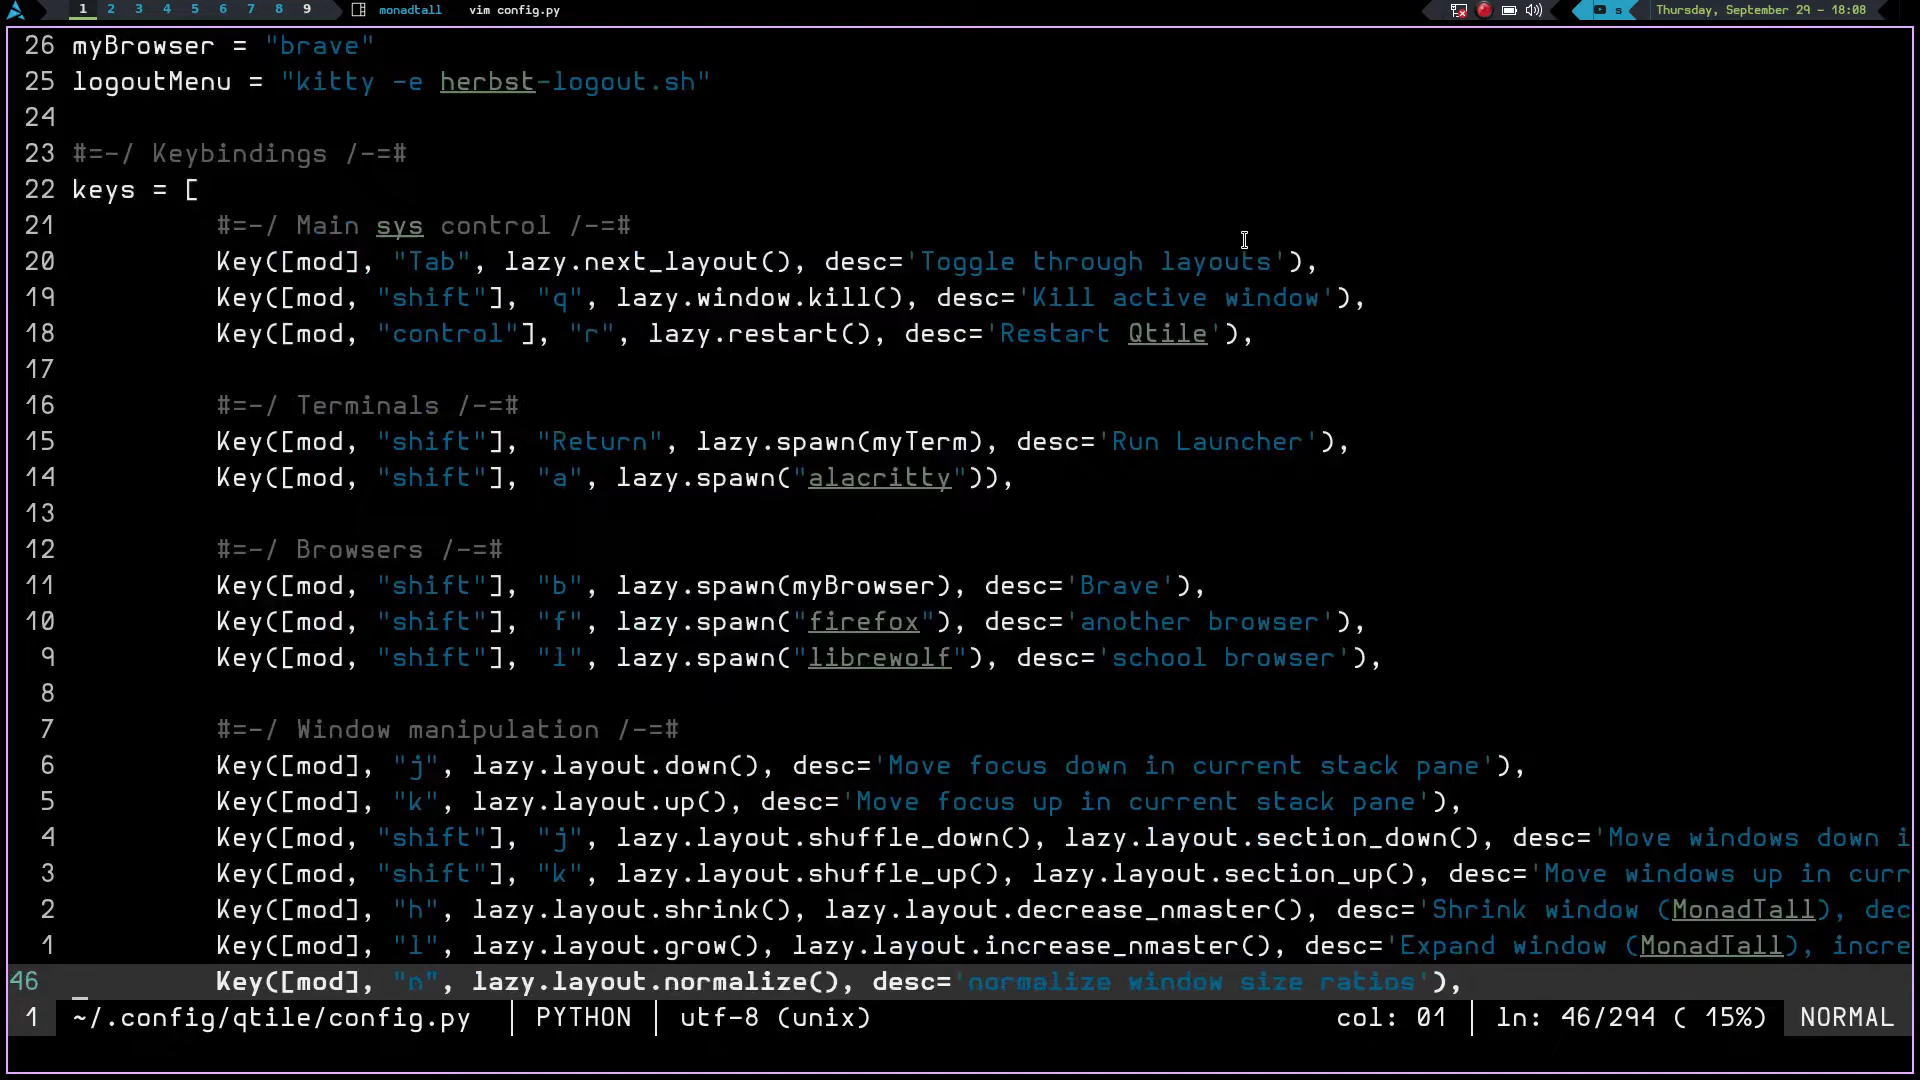 1 2 3 4 5 6 7 8 9 monadtall vim config.py s Thursday, September 29 - 18:08
26 myBrowser = "brave"
25 logoutMenu = "kitty -e herbst-logout.sh"
24
23 #=-/ Keybindings /-=#
22 keys = [
21 #=-/ Main sys control /-=#
20 Key([mod], "Tab", lazy.next_layout(), desc='Toggle through layouts'),
19 Key([mod, "shift"], "q", lazy.window.kill(), desc='Kill active window'),
18 Key([mod, "control"], "r", lazy.restart(), desc='Restart Qtile'),
17
16 #=-/ Terminals /-=#
15 Key([mod, "shift"], "Return", lazy.spawn(myTerm), desc='Run Launcher'),
14 Key([mod, "shift"], "a", lazy.spawn("alacritty")),
13
12 #=-/ Browsers /-=#
11 Key([mod, "shift"], "b", lazy.spawn(myBrowser), desc='Brave'),
10 Key([mod, "shift"], "f", lazy.spawn("firefox"), desc='another browser'),
9 Key([mod, "shift"], "l", lazy.spawn("librewolf"), desc='school browser'),
8
7 #=-/ Window manipulation /-=#
6 Key([mod], "j", lazy.layout.down(), desc='Move focus down in current stack pane'),
5 Key([mod], "k", lazy.layout.up(), desc='Move focus up in current stack pane'),
4 Key([mod, "shift"], "j", lazy.layout.shuffle_down(), lazy.layout.section_down(), desc='Move windows down i
3 Key([mod, "shift"], "k", lazy.layout.shuffle_up(), lazy.layout.section_up(), desc='Move windows up in curr
2 Key([mod], "h", lazy.layout.shrink(), lazy.layout.decrease_nmaster(), desc='Shrink window (MonadTall), dec
1 Key([mod], "l", lazy.layout.grow(), lazy.layout.increase_nmaster(), desc='Expand window (MonadTall), incre
46 Key([mod], "n", lazy.layout.normalize(), desc='normalize window size ratios'),
1 ~/.config/qtile/config.py PYTHON utf-8 (unix) col: 01 ln: 46/294 ( 15%) NORMAL